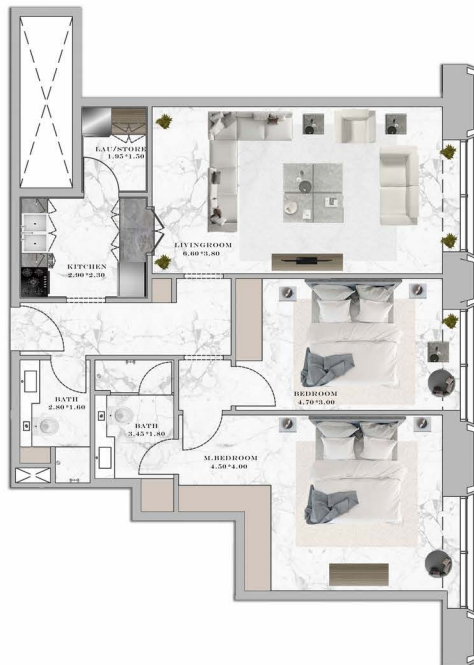 LAU/STORE
1.95*1.50
LIVINGROOM
6.60*3.80
KITCHEN
2.90*2.30
BEDROOM
4.70*3.00
BATH
2.80*1.60
BATH
3.45*1.80
M.BEDROOM
4.50*4.00